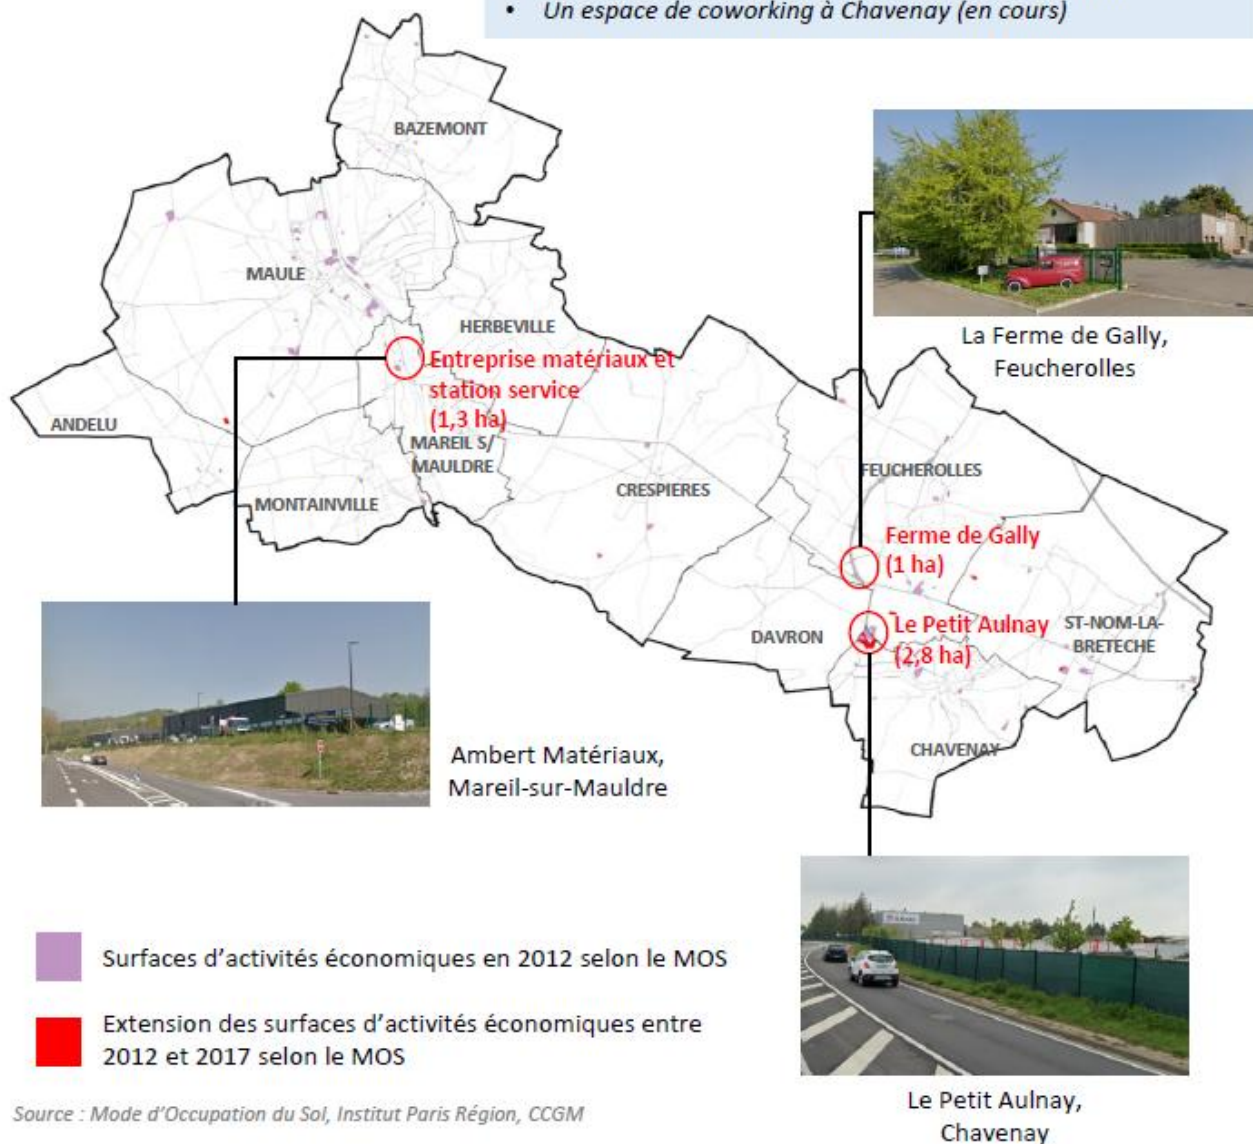 • Un espace de coworking à Chavenay (en cours)
BAZEMONT
MAULE
HERBEVILLE
La Ferme de Gally,
Feucherolles
Entreprise matériaux et
station service
(1,3 ha)
ANDELU
MAREIL S/
MAULDRE
MONTAINVILLE
CRESPIERES
FEUCHEROLLES
Ferme de Gally
(1 ha)
DAVRON
Le Petit Aulnay
(2,8 ha)
ST-NOM-LA-
BRETECHE
CHAVENAY
Ambert Matériaux,
Mareil-sur-Mauldre
Surfaces d'activités économiques en 2012 selon le MOS
Extension des surfaces d'activités économiques entre
2012 et 2017 selon le MOS
Le Petit Aulnay,
Chavenay
Source : Mode d'Occupation du Sol, Institut Paris Région, CCGM